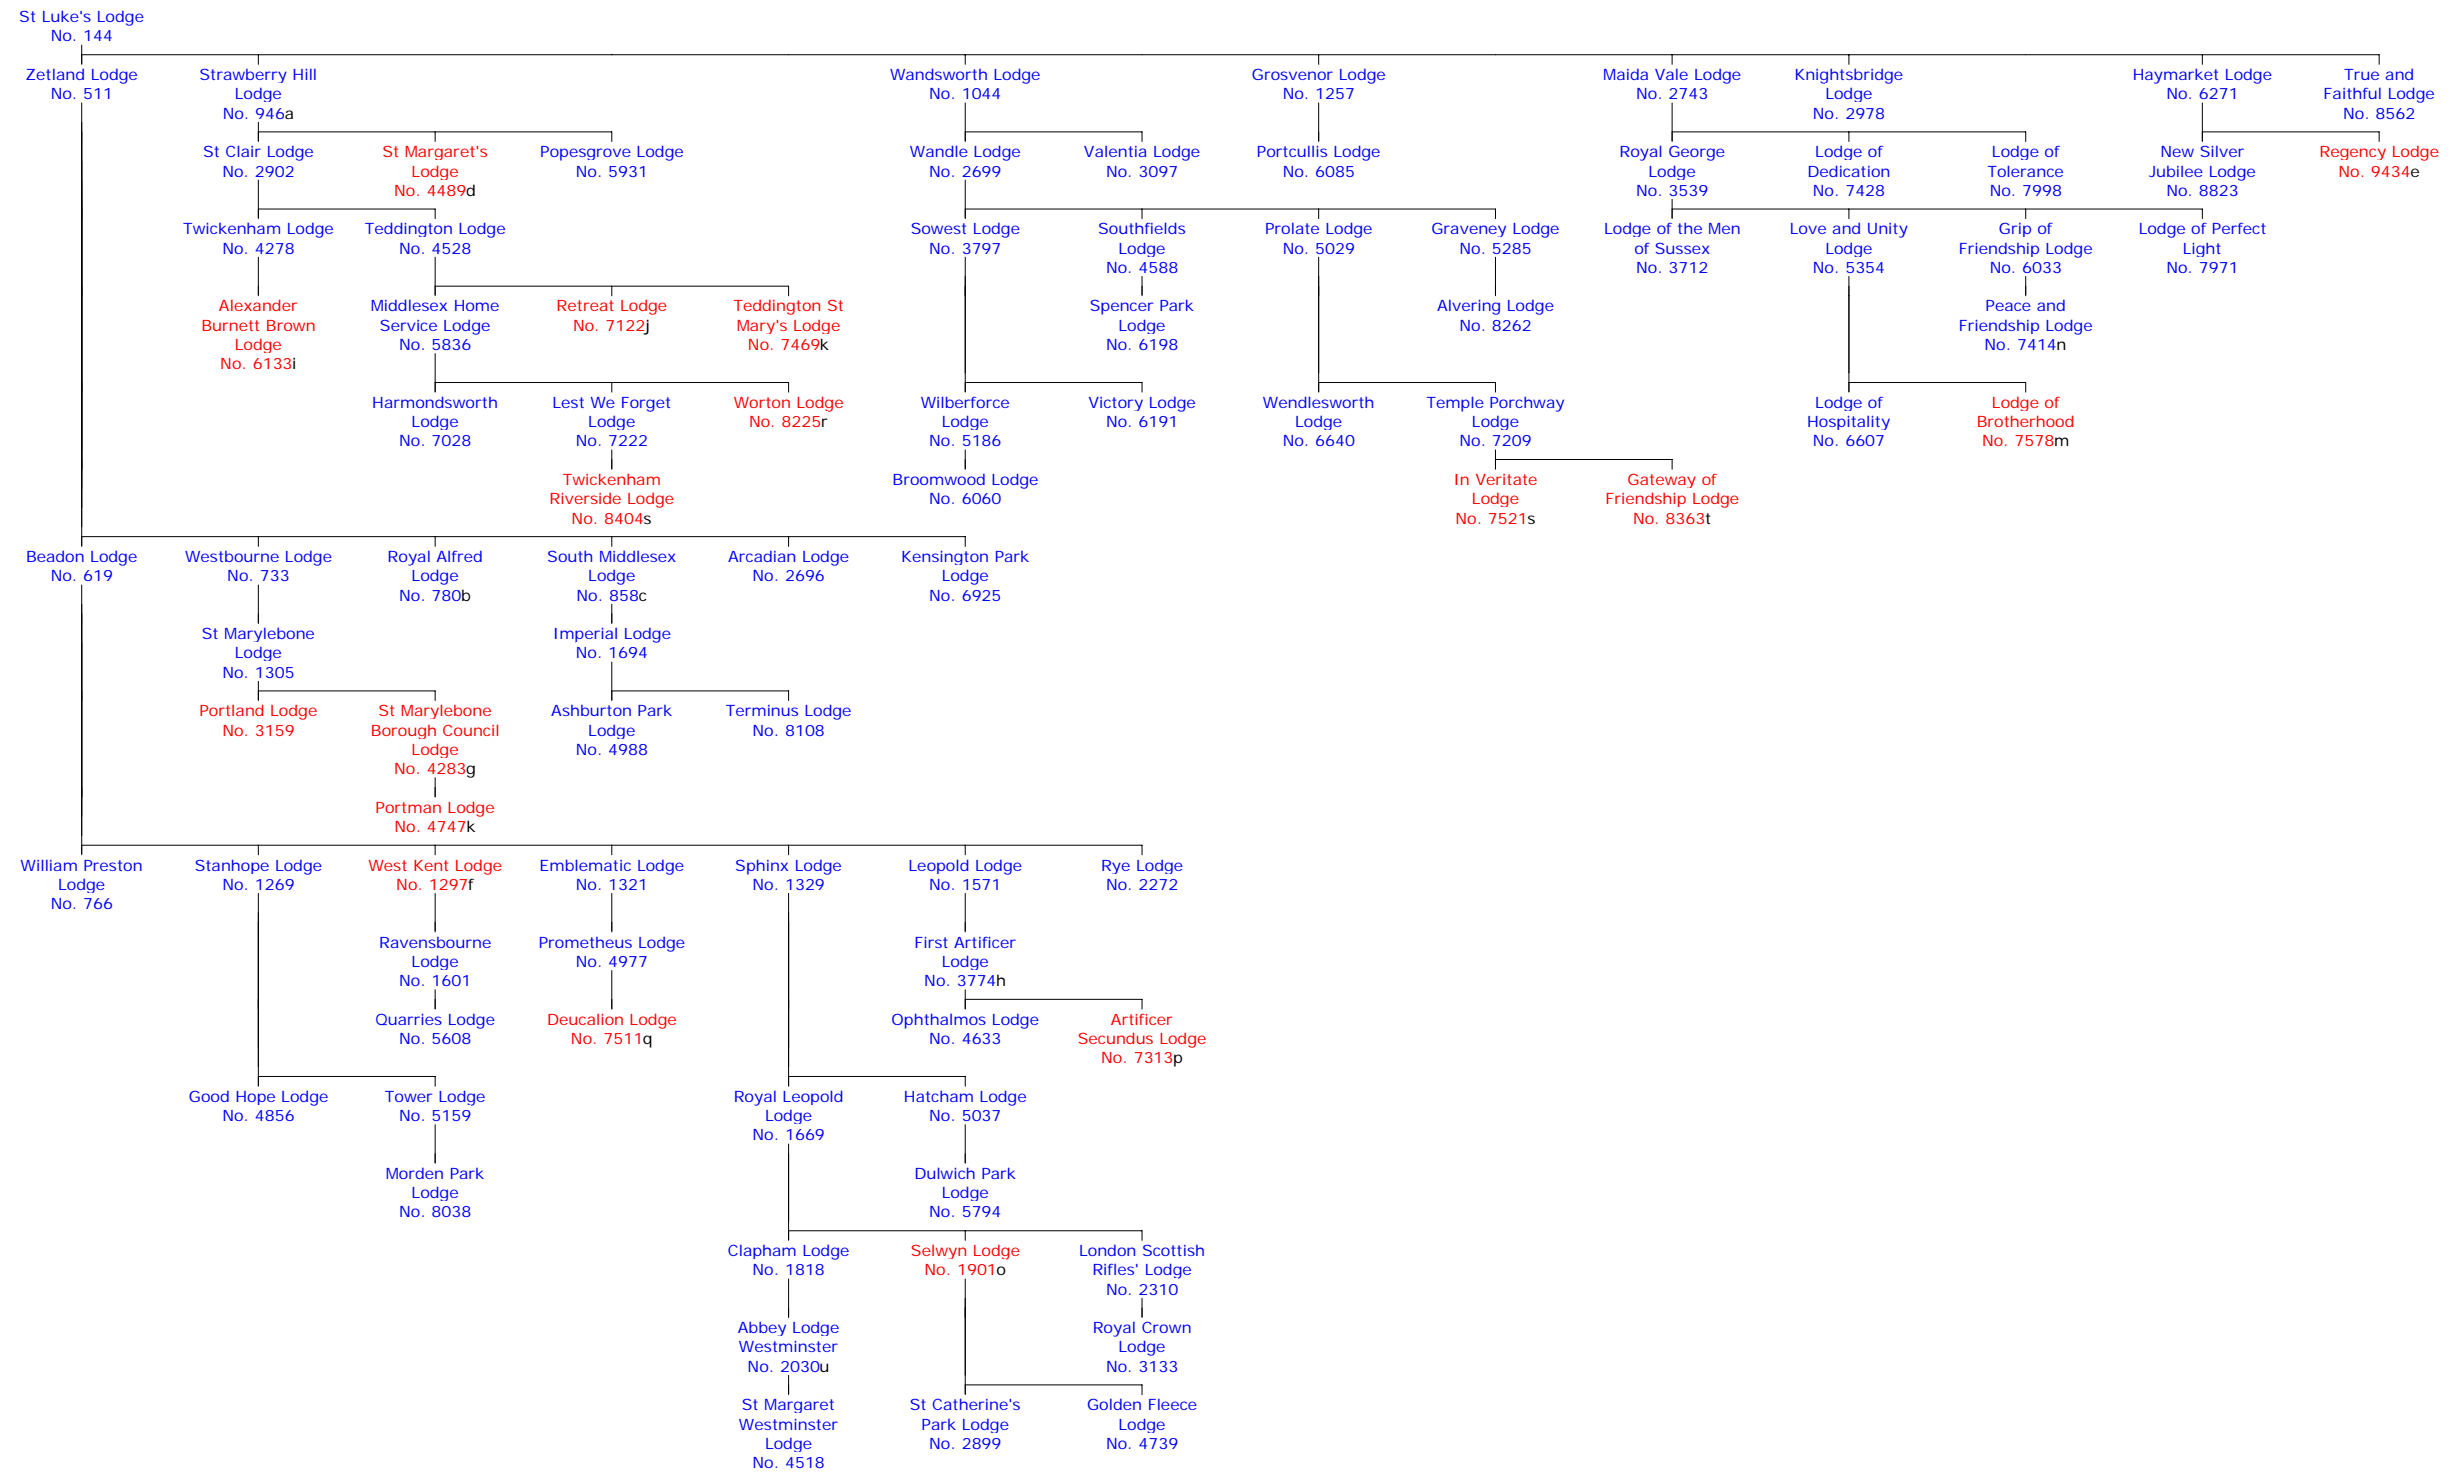 St Luke's Lodge
No. 144
Zetland Lodge
No. 511
Strawberry Hill
Lodge
No. 946a
Wandsworth Lodge
No. 1044
Grosvenor Lodge
No. 1257
Maida Vale Lodge
No. 2743
Knightsbridge
Lodge
No. 2978
Haymarket Lodge
No. 6271
True and
Faithful Lodge
No. 8562
St Clair Lodge
No. 2902
St Margaret's
Lodge
No. 4489d
Popesgrove Lodge
No. 5931
Wandle Lodge
No. 2699
Valentia Lodge
No. 3097
Portcullis Lodge
No. 6085
Royal George
Lodge
No. 3539
Lodge of
Dedication
No. 7428
Lodge of
Tolerance
No. 7998
New Silver
Jubilee Lodge
No. 8823
Regency Lodge
No. 9434e
Twickenham Lodge
No. 4278
Teddington Lodge
No. 4528
Sowest Lodge
No. 3797
Southfields
Lodge
No. 4588
Prolate Lodge
No. 5029
Graveney Lodge
No. 5285
Lodge of the Men
of Sussex
No. 3712
Love and Unity
Lodge
No. 5354
Grip of
Friendship Lodge
No. 6033
Lodge of Perfect
Light
No. 7971
Alexander
Burnett Brown
Lodge
No. 6133i
Middlesex Home
Service Lodge
No. 5836
Retreat Lodge
No. 7122j
Teddington St
Mary's Lodge
No. 7469k
Spencer Park
Lodge
No. 6198
Alvering Lodge
No. 8262
Peace and
Friendship Lodge
No. 7414n
Harmondsworth
Lodge
No. 7028
Lest We Forget
Lodge
No. 7222
Worton Lodge
No. 8225r
Wilberforce
Lodge
No. 5186
Victory Lodge
No. 6191
Wendlesworth
Lodge
No. 6640
Temple Porchway
Lodge
No. 7209
Lodge of
Hospitality
No. 6607
Lodge of
Brotherhood
No. 7578m
Twickenham
Riverside Lodge
No. 8404s
Broomwood Lodge
No. 6060
In Veritate
Lodge
No. 7521s
Gateway of
Friendship Lodge
No. 8363t
Beadon Lodge
No. 619
Westbourne Lodge
No. 733
Royal Alfred
Lodge
No. 780b
South Middlesex
Lodge
No. 858c
Arcadian Lodge
No. 2696
Kensington Park
Lodge
No. 6925
St Marylebone
Lodge
No. 1305
Imperial Lodge
No. 1694
Portland Lodge
No. 3159
St Marylebone
Borough Council
Lodge
No. 4283g
Ashburton Park
Lodge
No. 4988
Terminus Lodge
No. 8108
Portman Lodge
No. 4747k
William Preston
Lodge
No. 766
Stanhope Lodge
No. 1269
West Kent Lodge
No. 1297f
Emblematic Lodge
No. 1321
Sphinx Lodge
No. 1329
Leopold Lodge
No. 1571
Rye Lodge
No. 2272
Ravensbourne
Lodge
No. 1601
Prometheus Lodge
No. 4977
First Artificer
Lodge
No. 3774h
Quarries Lodge
No. 5608
Deucalion Lodge
No. 7511q
Ophthalmos Lodge
No. 4633
Artificer
Secundus Lodge
No. 7313p
Good Hope Lodge
No. 4856
Tower Lodge
No. 5159
Royal Leopold
Lodge
No. 1669
Hatcham Lodge
No. 5037
Morden Park
Lodge
No. 8038
Dulwich Park
Lodge
No. 5794
Clapham Lodge
No. 1818
Selwyn Lodge
No. 1901o
London Scottish
Rifles' Lodge
No. 2310
Abbey Lodge
Westminster
No. 2030u
Royal Crown
Lodge
No. 3133
St Margaret
Westminster
Lodge
No. 4518
St Catherine's
Park Lodge
No. 2899
Golden Fleece
Lodge
No. 4739